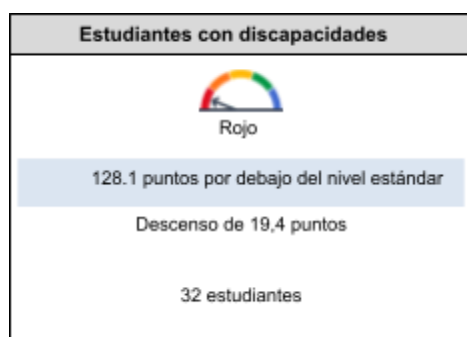 Estudiantes con discapacidades
Rojo
128.1 puntos por debajo del nivel estándar
Descenso de 19,4 puntos
32 estudiantes